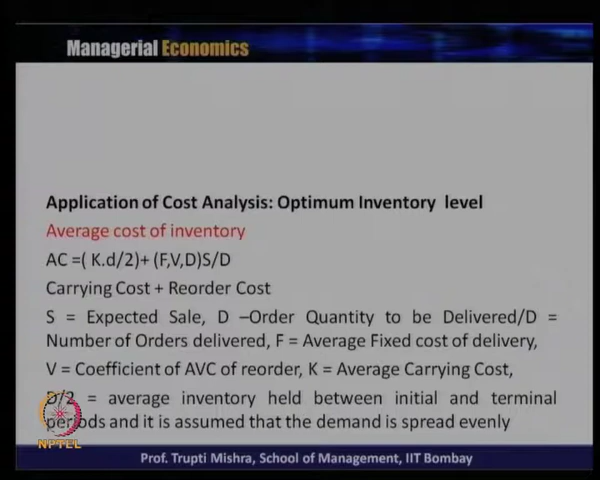 Managerial Economics
Application of Cost Analysis: Optimum Inventory level
Average cost of inventory
AC =( K.d/2)+ (F,V,D)S/D
Carrying Cost + Reorder Cost
S = Expected Sale, D –Order Quantity to be Delivered/D =
Number of Orders delivered, F = Average Fixed cost of delivery,
V = Coefficient of AVC of reorder, K = Average Carrying Cost,
D/2 = average inventory held between initial and terminal
periods and it is assumed that the demand is spread evenly
NPTEL
Prof. Trupti Mishra, School of Management, IIT Bombay